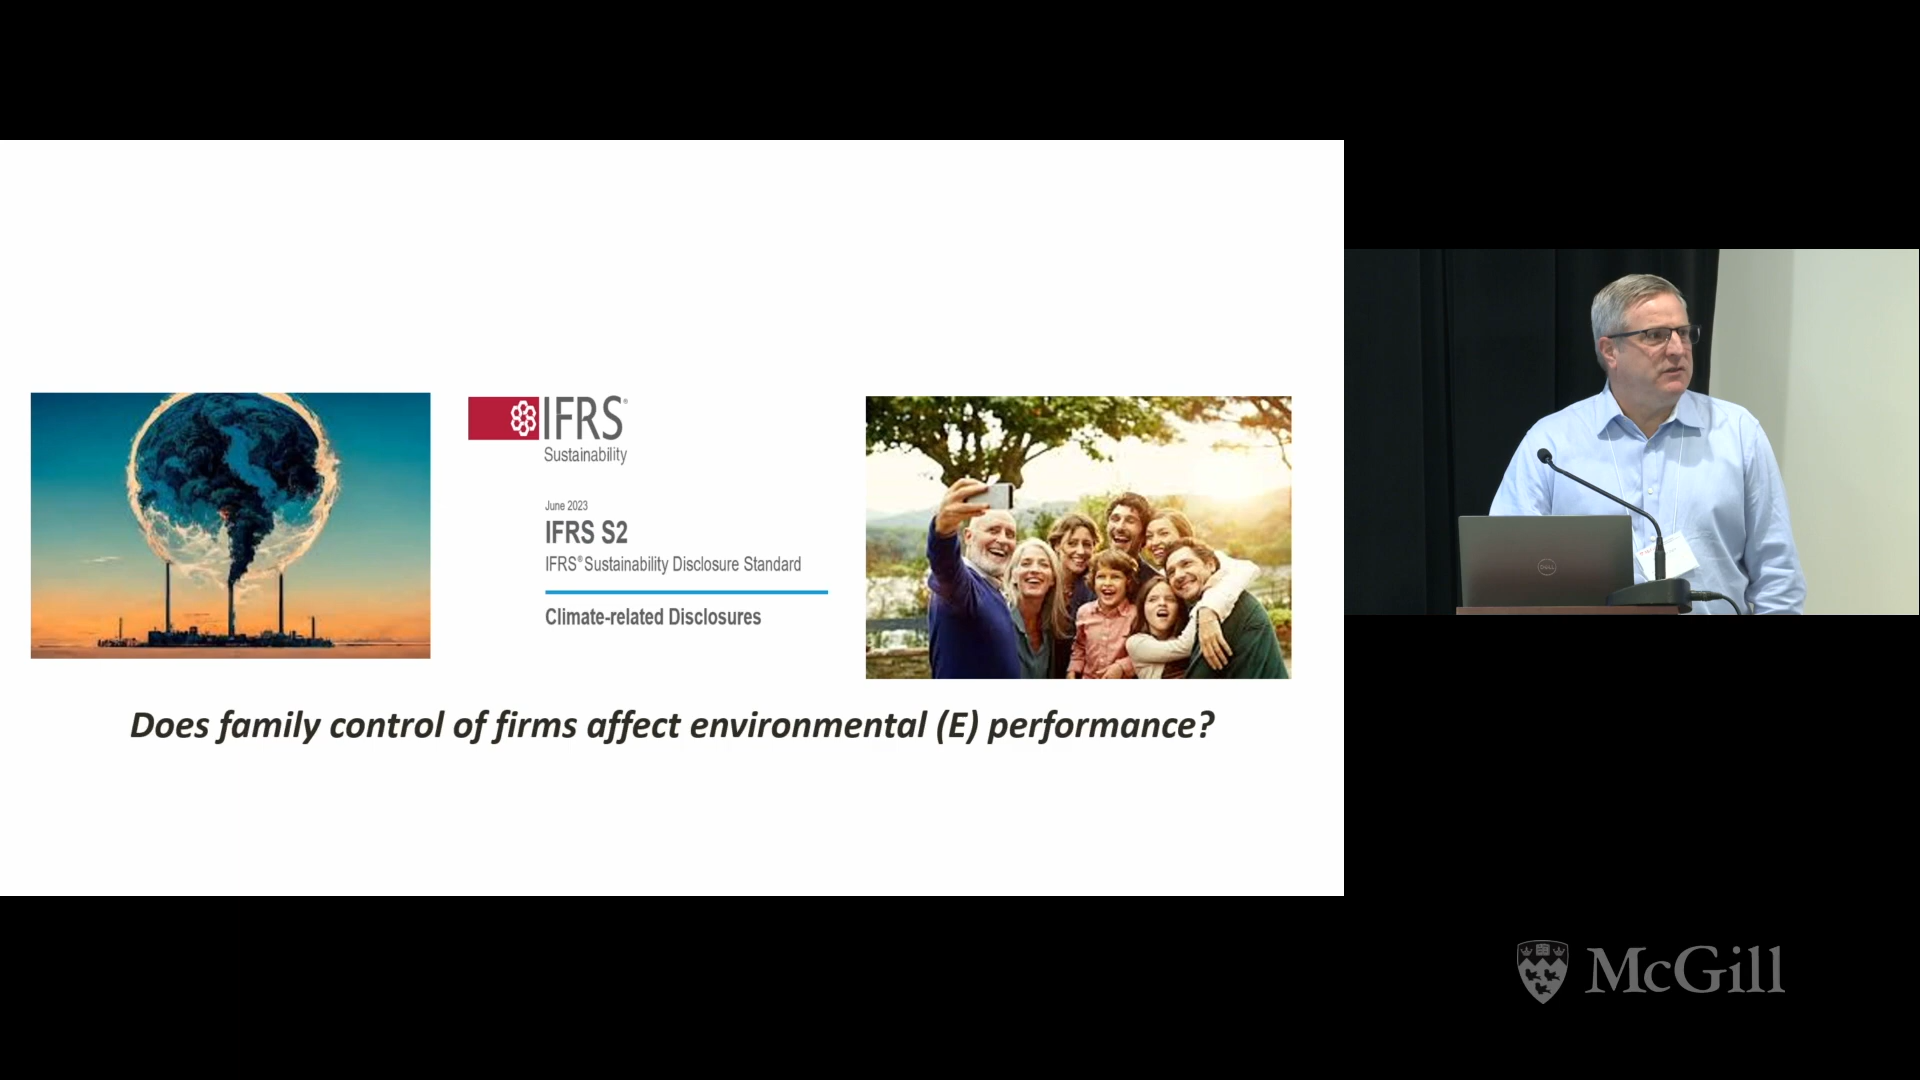 IFRS®
Sustainability
June 2023
IFRS S2
IFRS® Sustainability Disclosure Standard
Climate-related Disclosures
Does family control of firms affect environmental (E) performance?
DELL
McGill